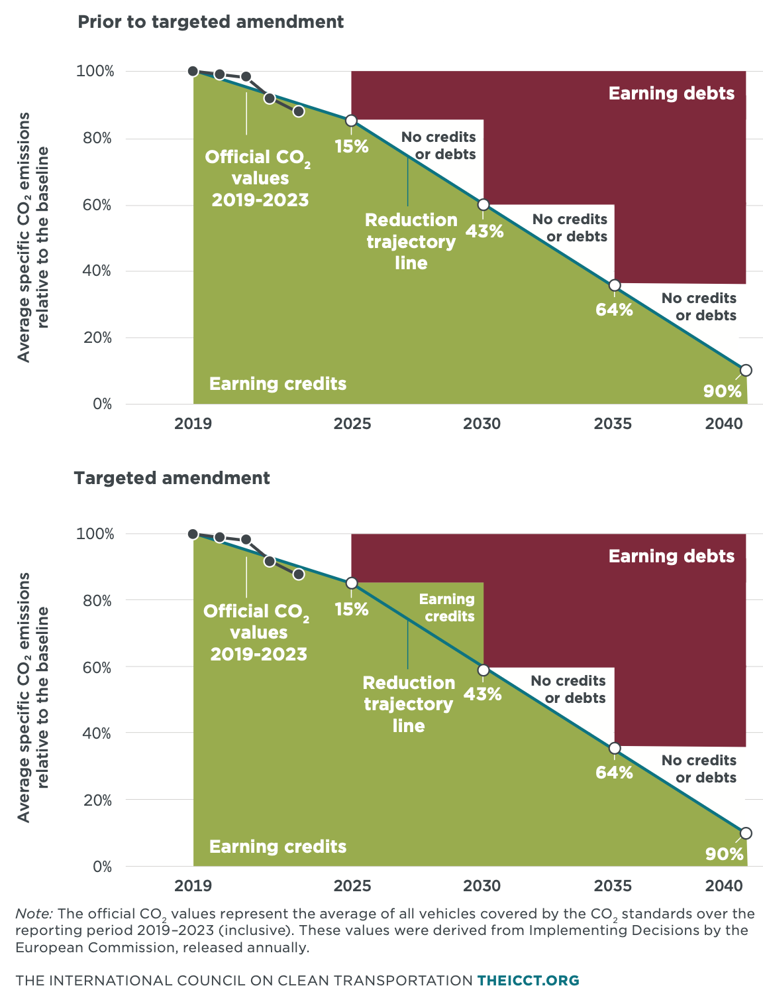 Prior to targeted amendment
Average specific CO₂ emissions
relative to the baseline
100%
80%
60%
40%
20%
0%
Earning debts
No credits
or debts
15%
Official CO₂
values
2019-2023
Reduction
trajectory
line
43%
No credits
or debts
64%
No credits
or debts
Earning credits
90%
2019
2025
2030
2035
2040
Targeted amendment
Average specific CO₂ emissions
relative to the baseline
100%
80%
60%
40%
20%
0%
Earning debts
Earning
credits
15%
Official CO₂
values
2019-2023
Reduction
trajectory
line
43%
No credits
or debts
64%
No credits
or debts
Earning credits
90%
2019
2025
2030
2035
2040
Note: The official CO₂ values represent the average of all vehicles covered by the CO₂ standards over the
reporting period 2019–2023 (inclusive). These values were derived from Implementing Decisions by the
European Commission, released annually.
THE INTERNATIONAL COUNCIL ON CLEAN TRANSPORTATION THEICCT.ORG